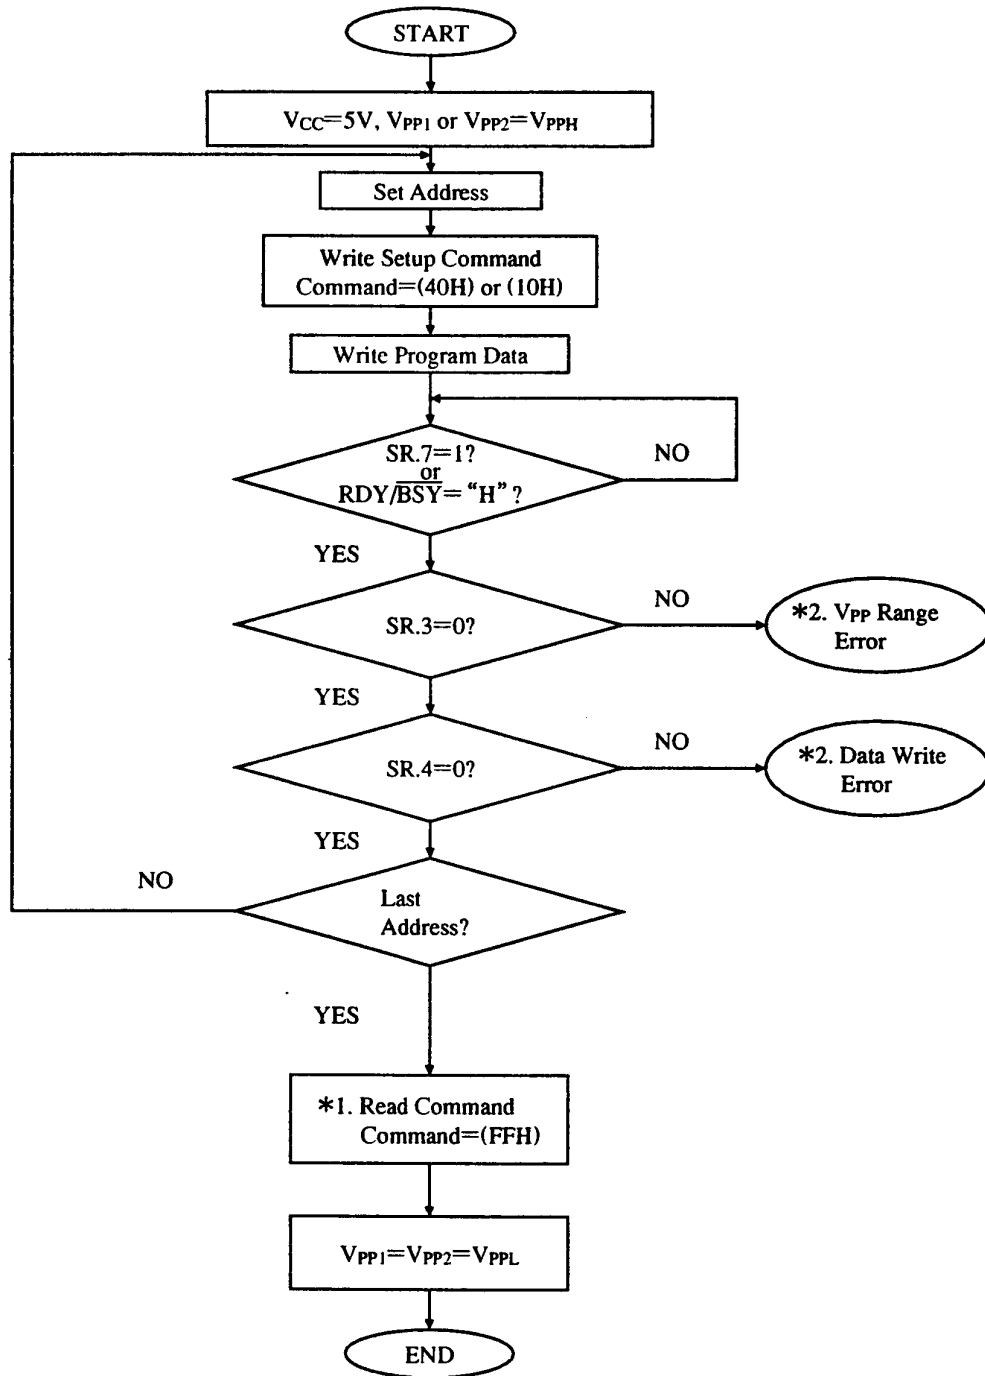 START
VCC=5V, VPP1 or VPP2=VPPH
Set Address
Write Setup Command
Command=(40H) or (10H)
Write Program Data
SR.7=1?
or
RDY/B̅S̅Y̅="H"?
NO
YES
SR.3=0?
NO
*2. VPP Range
Error
YES
SR.4=0?
NO
*2. Data Write
Error
YES
NO
Last
Address?
YES
*1. Read Command
Command=(FFH)
VPP1=VPP2=VPPL
END